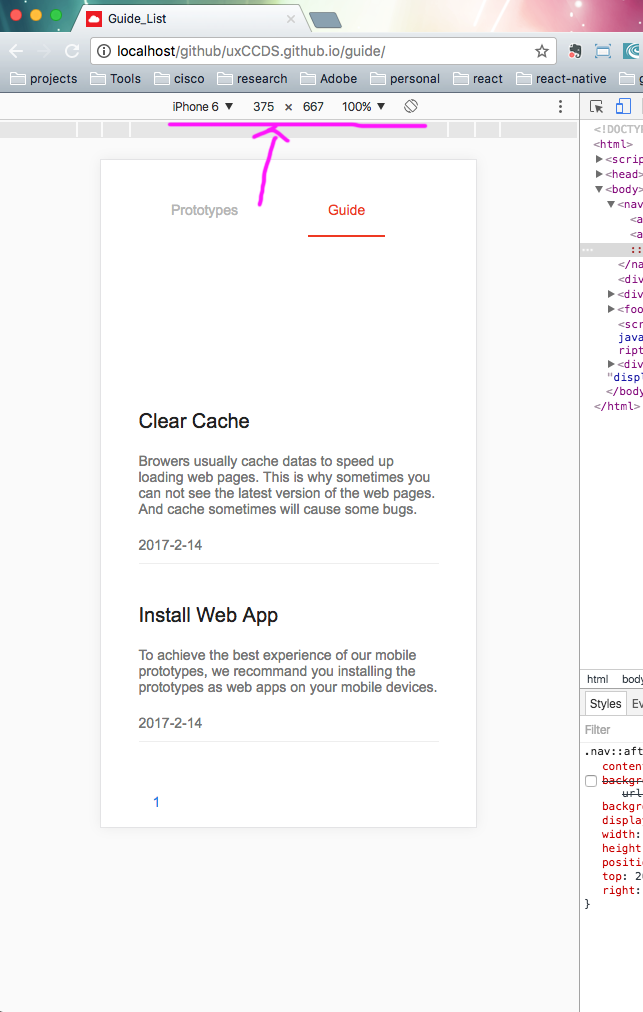 Guide_List
localhost/github/uxCCDS.github.io/guide/
projects Tools cisco research Adobe personal react react-native
iPhone 6 ▼ 375 × 667 100% ▼
Prototypes Guide
Clear Cache
Browers usually cache datas to speed up
loading web pages. This is why sometimes you
can not see the latest version of the web pages.
And cache sometimes will cause some bugs.
2017-2-14
Install Web App
To achieve the best experience of our mobile
prototypes, we recommand you installing the
prototypes as web apps on your mobile devices.
2017-2-14
1
<!DOCTYP
<html>
▶<scrip
▶<head>
▼<body>
▼<nav
<a
<a
… ::
</na
<div
▶<div
▶<foo
<scr
java
ript
▶<div
"displ
</body
</html>
html body
Styles Ev
Filter
.nav::aft
conten
backgr
url
backgr
displa
width:
height
positi
top: 2
right:
}